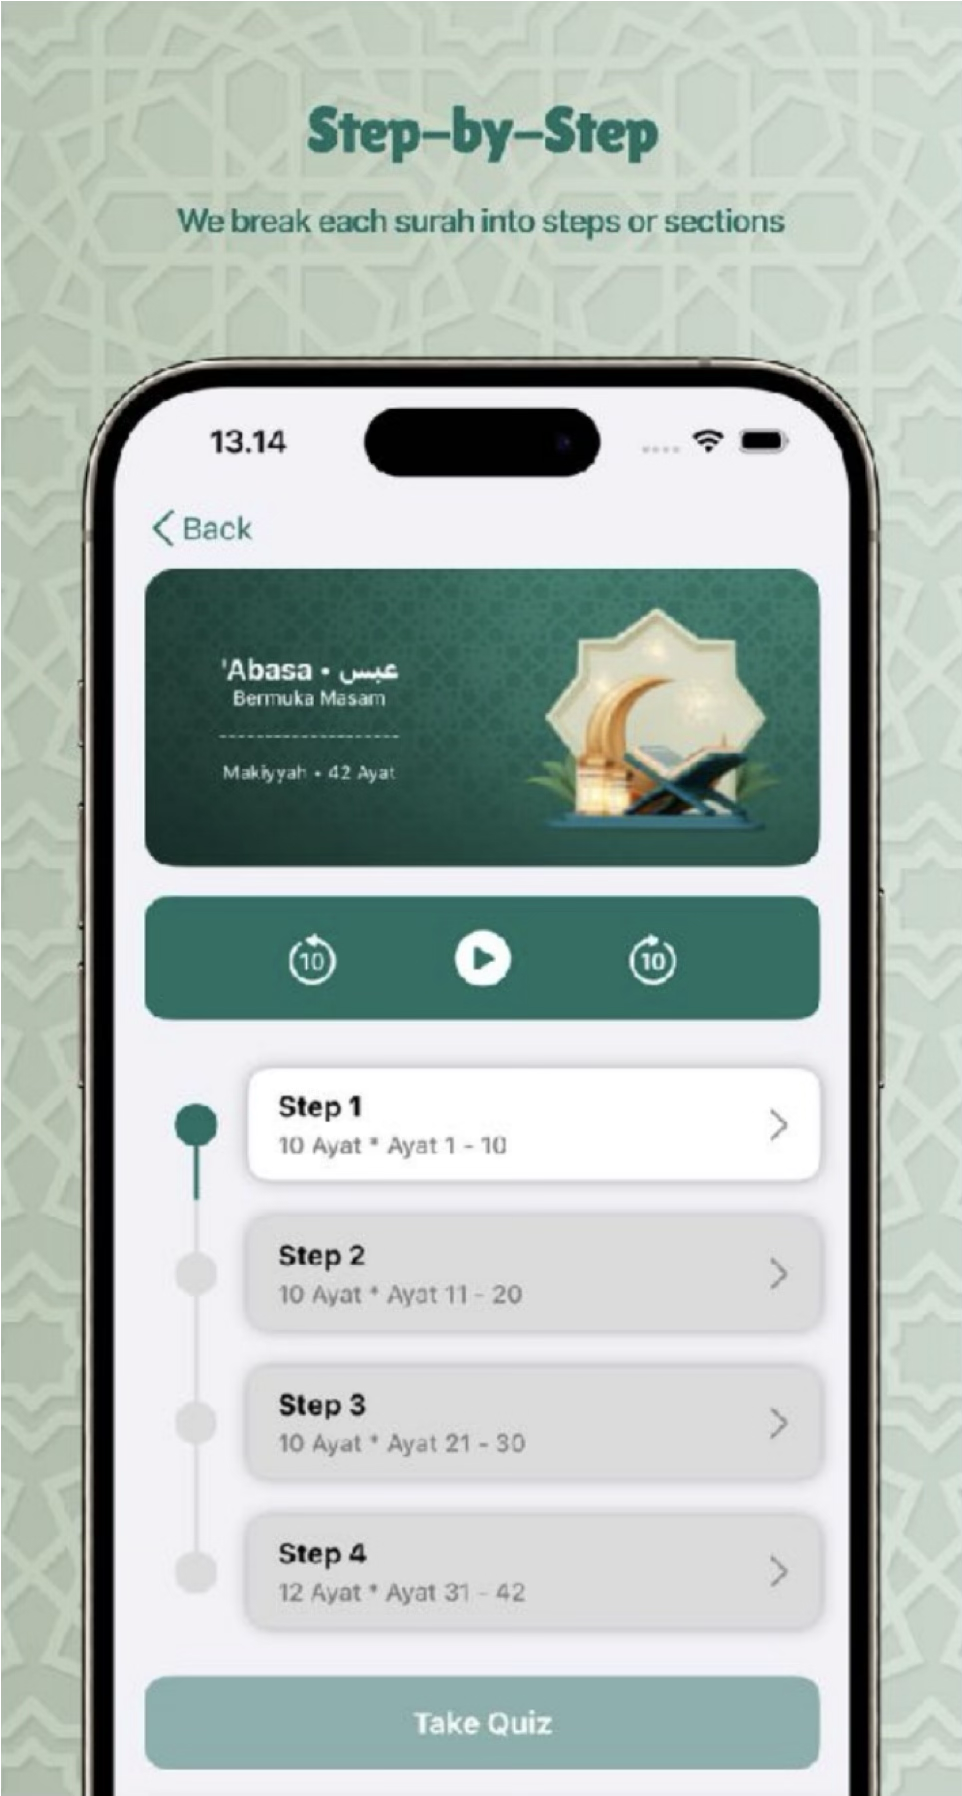 Step-by-Step
We break each surah into steps or sections
13.14
Back
'Abasa • عبس
Bermuka Masam
-------------------
Makiyyah • 42 Ayat
10
10
Step 1
10 Ayat * Ayat 1 - 10
Step 2
10 Ayat * Ayat 11 - 20
Step 3
10 Ayat * Ayat 21 - 30
Step 4
12 Ayat * Ayat 31 - 42
Take Quiz